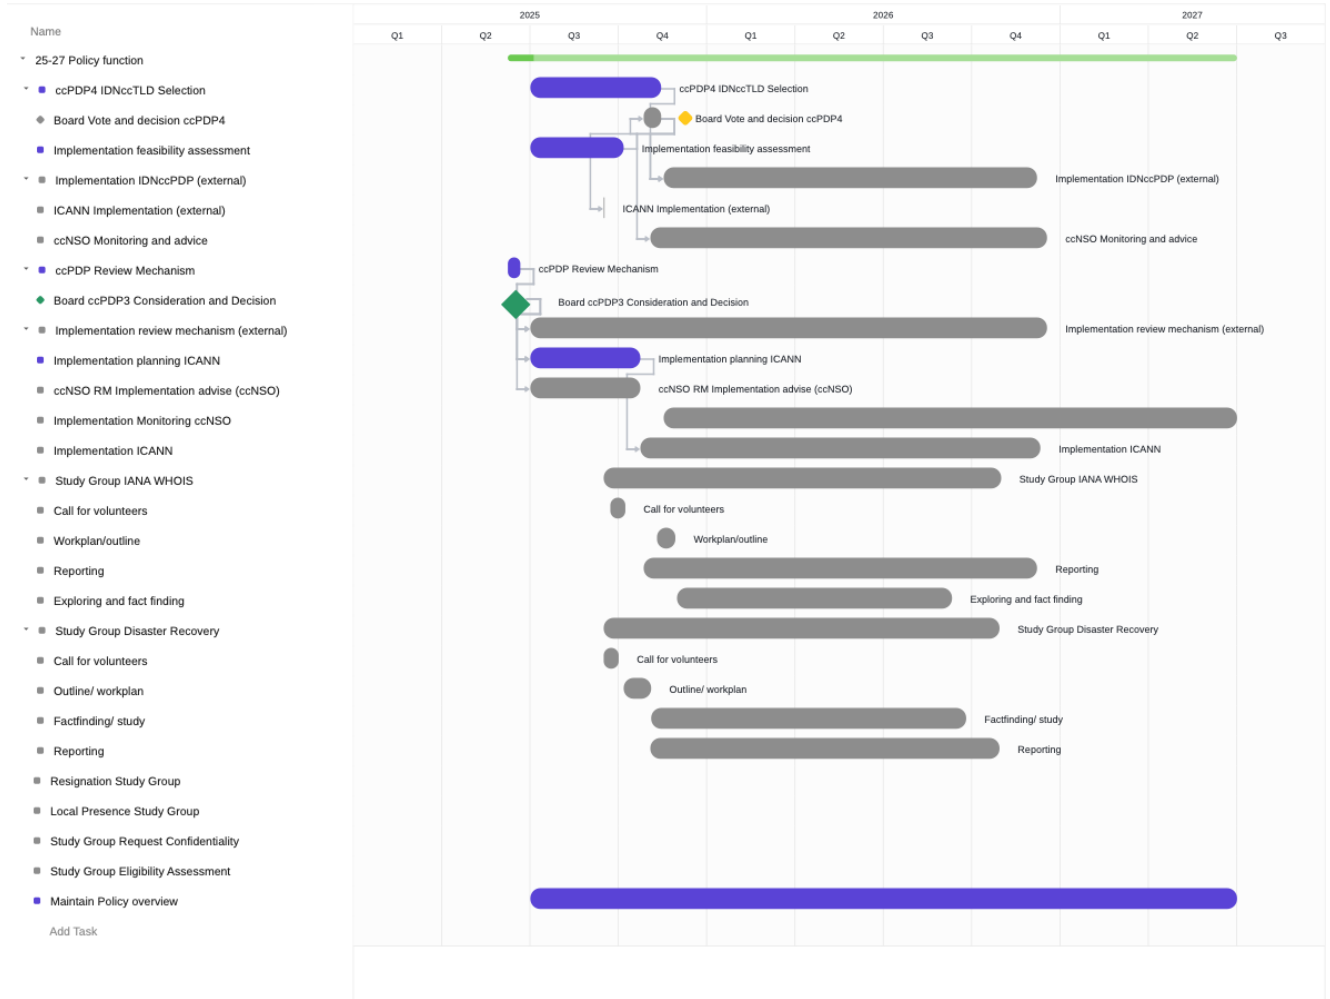 2025 2026 2027
Name Q1 Q2 Q3 Q4 Q1 Q2 Q3 Q4 Q1 Q2 Q3
25-27 Policy function
ccPDP4 IDNccTLD Selection ccPDP4 IDNccTLD Selection
Board Vote and decision ccPDP4 Board Vote and decision ccPDP4
Implementation feasibility assessment Implementation feasibility assessment
Implementation IDNccPDP (external) Implementation IDNccPDP (external)
ICANN Implementation (external) ICANN Implementation (external)
ccNSO Monitoring and advice ccNSO Monitoring and advice
ccPDP Review Mechanism ccPDP Review Mechanism
Board ccPDP3 Consideration and Decision Board ccPDP3 Consideration and Decision
Implementation review mechanism (external) Implementation review mechanism (external)
Implementation planning ICANN Implementation planning ICANN
ccNSO RM Implementation advise (ccNSO) ccNSO RM Implementation advise (ccNSO)
Implementation Monitoring ccNSO
Implementation ICANN Implementation ICANN
Study Group IANA WHOIS Study Group IANA WHOIS
Call for volunteers Call for volunteers
Workplan/outline Workplan/outline
Reporting Reporting
Exploring and fact finding Exploring and fact finding
Study Group Disaster Recovery Study Group Disaster Recovery
Call for volunteers Call for volunteers
Outline/ workplan Outline/ workplan
Factfinding/ study Factfinding/ study
Reporting Reporting
Resignation Study Group
Local Presence Study Group
Study Group Request Confidentiality
Study Group Eligibility Assessment
Maintain Policy overview
Add Task